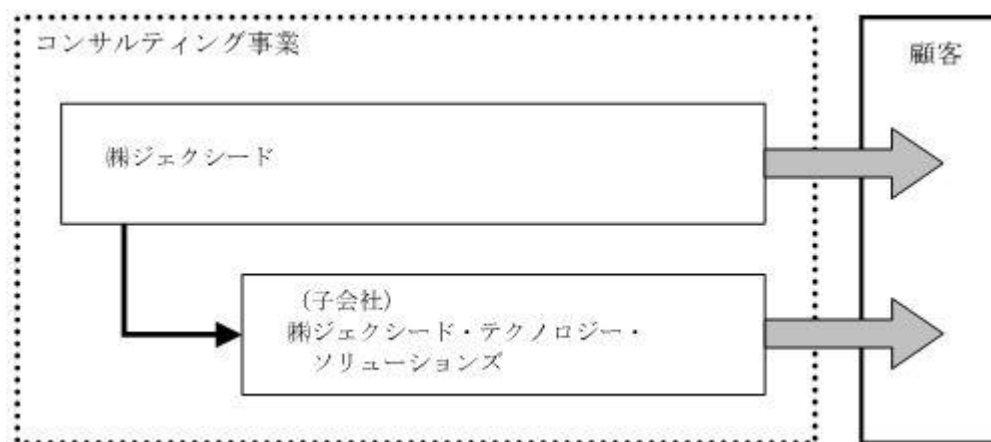 コンサルティング事業
顧客
㈱ジェクシード
(子会社)
㈱ジェクシード・テクノロジー・
ソリューションズ